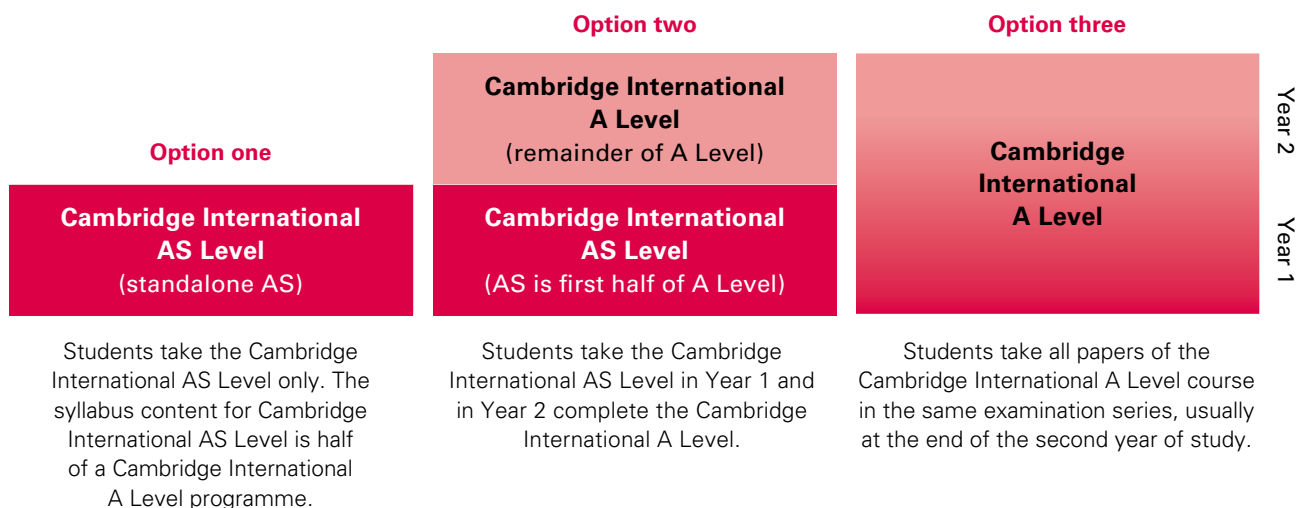 Option one
Cambridge International
AS Level
(standalone AS)
Students take the Cambridge
International AS Level only. The
syllabus content for Cambridge
International AS Level is half
of a Cambridge International
A Level programme.
Option two
Cambridge International
A Level
(remainder of A Level)
Cambridge International
AS Level
(AS is first half of A Level)
Students take the Cambridge
International AS Level in Year 1 and
in Year 2 complete the Cambridge
International A Level.
Option three
Cambridge
International
A Level
Students take all papers of the
Cambridge International A Level course
in the same examination series, usually
at the end of the second year of study.
Year 2
Year 1